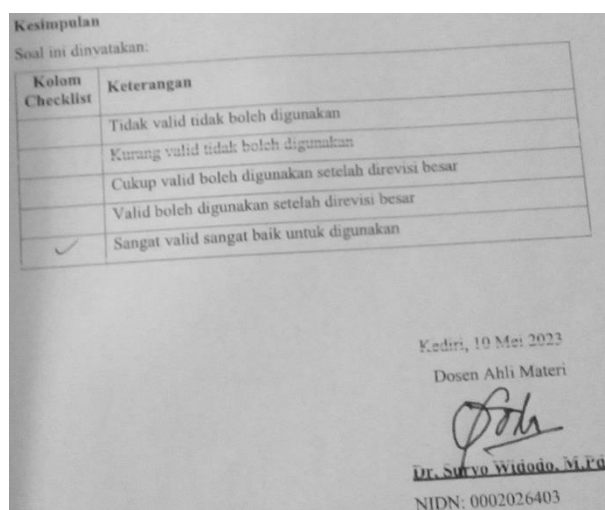 Kesimpulan
Soal ini dinyatakan:
Kolom Checklist
Keterangan
Tidak valid tidak boleh digunakan
Kurang valid tidak boleh digunakan
Cukup valid boleh digunakan setelah direvisi besar
Valid boleh digunakan setelah direvisi besar
Sangat valid sangat baik untuk digunakan
Kediri, 10 Mei 2023
Dosen Ahli Materi
Dr. Suryo Widodo, M.Pd
NIDN: 0002026403